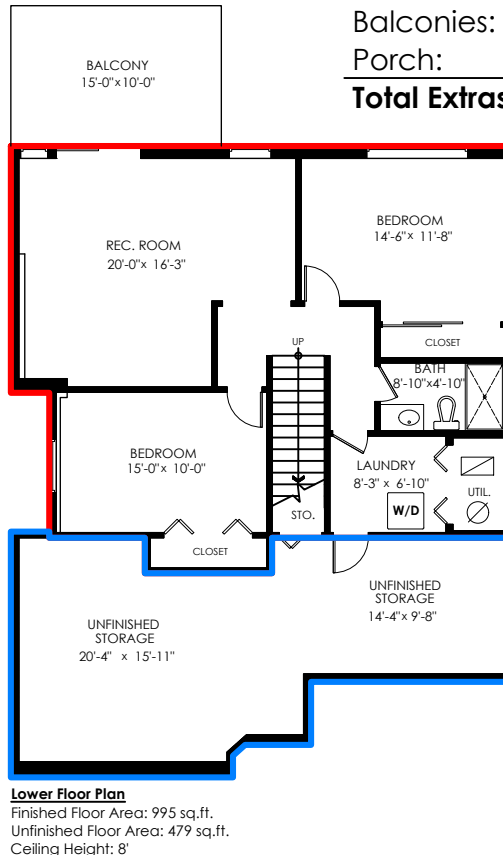 Balconies:
Porch:
Total Extras
BALCONY
15'-0"x10'-0"
REC. ROOM
20'-0"x 16'-3"
BEDROOM
14'-6"x 11'-8"
UP
CLOSET
BATH
8'-10"x4'-10"
BEDROOM
15'-0"x 10'-0"
LAUNDRY
8'-3" x 6'-10"
UTIL.
W/D
STO.
CLOSET
UNFINISHED
STORAGE
14'-4"x 9'-8"
UNFINISHED
STORAGE
20'-4" x 15'-11"
Lower Floor Plan
Finished Floor Area: 995 sq.ft.
Unfinished Floor Area: 479 sq.ft.
Ceiling Height: 8'